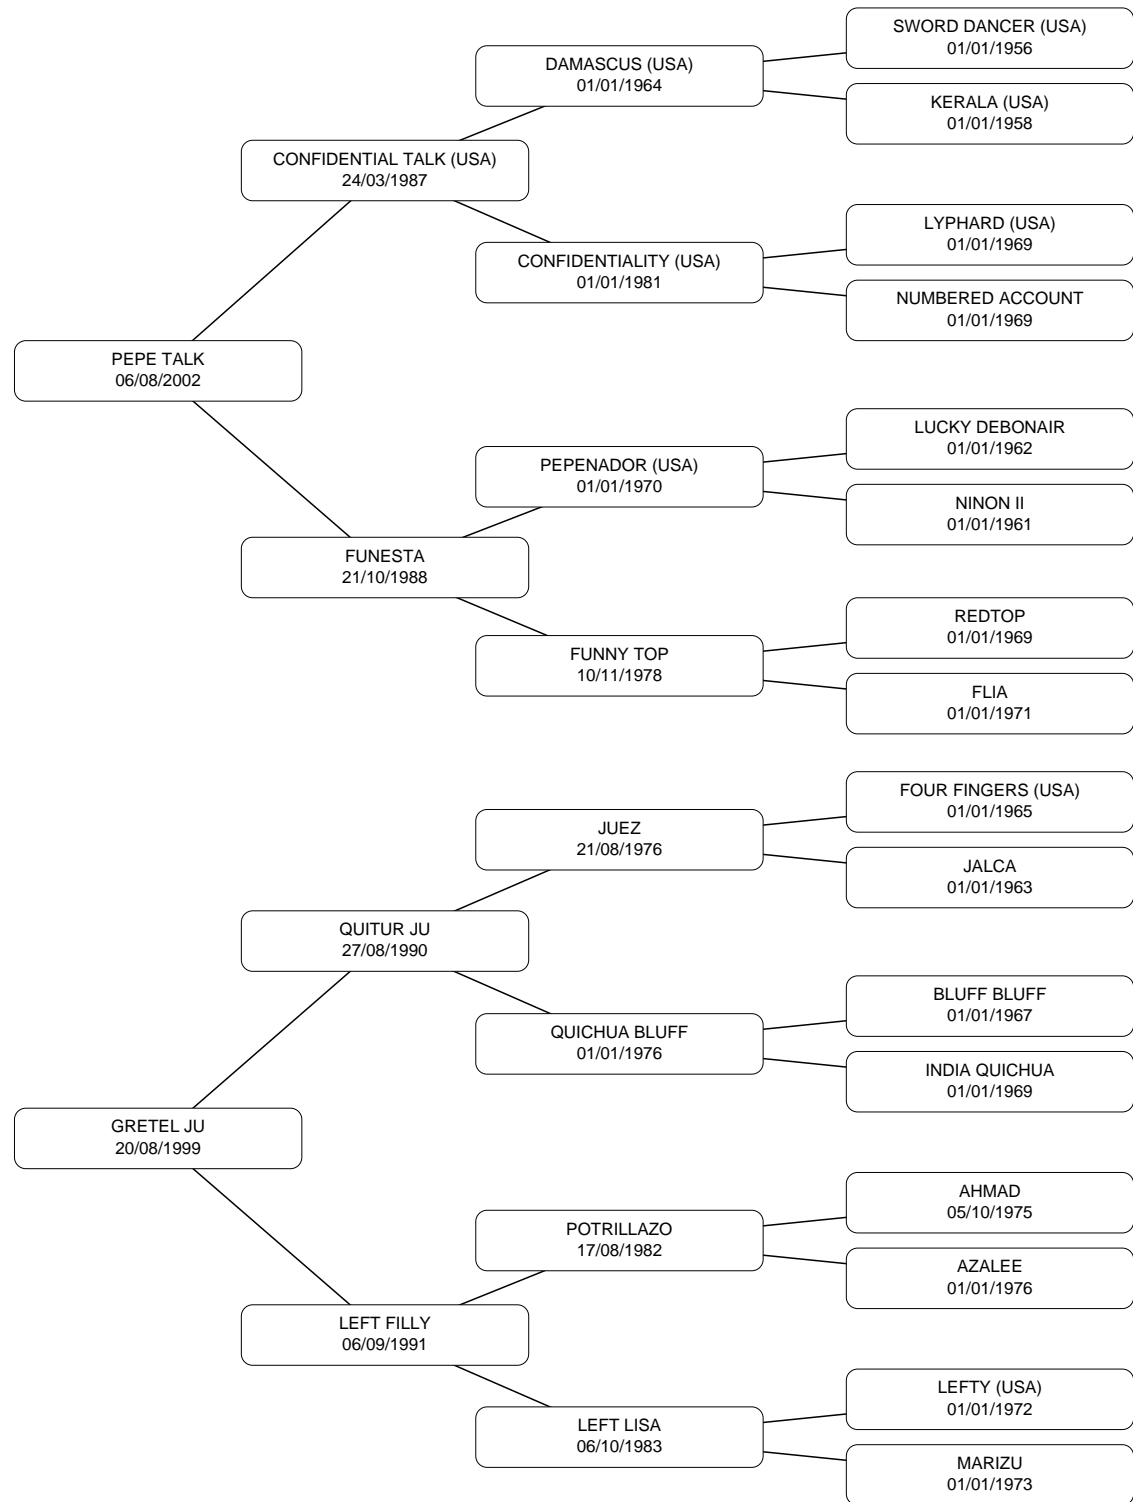 SWORD DANCER (USA)
01/01/1956
DAMASCUS (USA)
01/01/1964
KERALA (USA)
01/01/1958
CONFIDENTIAL TALK (USA)
24/03/1987
LYPHARD (USA)
01/01/1969
CONFIDENTIALITY (USA)
01/01/1981
NUMBERED ACCOUNT
01/01/1969
PEPE TALK
06/08/2002
LUCKY DEBONAIR
01/01/1962
PEPENADOR (USA)
01/01/1970
NINON II
01/01/1961
FUNESTA
21/10/1988
REDTOP
01/01/1969
FUNNY TOP
10/11/1978
FLIA
01/01/1971
FOUR FINGERS (USA)
01/01/1965
JUEZ
21/08/1976
JALCA
01/01/1963
QUITUR JU
27/08/1990
BLUFF BLUFF
01/01/1967
QUICHUA BLUFF
01/01/1976
INDIA QUICHUA
01/01/1969
GRETEL JU
20/08/1999
AHMAD
05/10/1975
POTRILLAZO
17/08/1982
AZALEE
01/01/1976
LEFT FILLY
06/09/1991
LEFTY (USA)
01/01/1972
LEFT LISA
06/10/1983
MARIZU
01/01/1973